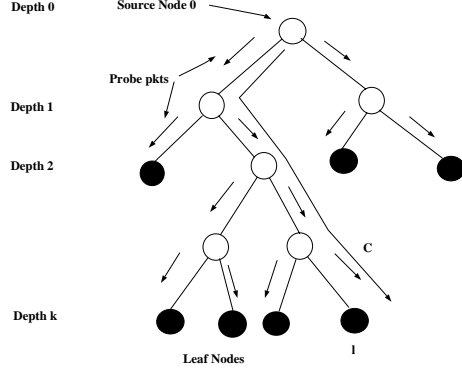 Depth 0
Source Node 0
Probe pkts
Depth 1
Depth 2
C
Depth k
Leaf Nodes
l